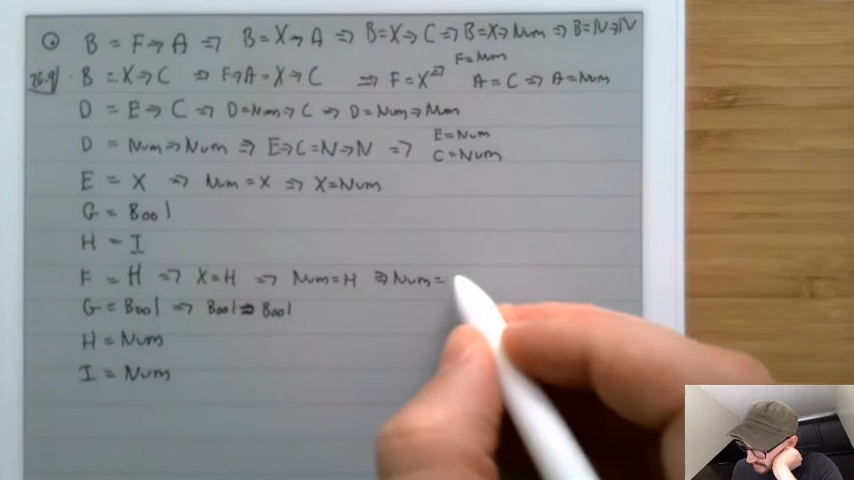 ⊙ B = F → A ⇒ B = X → A ⇒ B = X → C ⇒ B = X → Num ⇒ B = N → N
· B = X → C ⇒ F → A = X → C ⇒ F = X ⇒ F = Num A = C ⇒ A = Num
D = E → C ⇒ D = Num → C ⇒ D = Num → Num
D = Num → Num ⇒ E → C = N → N ⇒ E = Num C = Num
E = X ⇒ Num = X ⇒ X = Num
G = Bool
H = I
F = H ⇒ X = H ⇒ Num = H ⇒ Num =
G = Bool ⇒ Bool = Bool
H = Num
I = Num